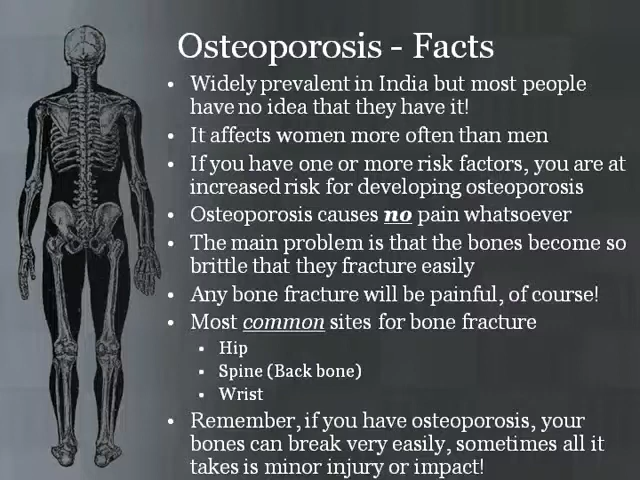 Osteoporosis - Facts
• Widely prevalent in India but most people
have no idea that they have it!
• It affects women more often than men
• If you have one or more risk factors, you are at
increased risk for developing osteoporosis
• Osteoporosis causes no pain whatsoever
• The main problem is that the bones become so
brittle that they fracture easily
• Any bone fracture will be painful, of course!
• Most common sites for bone fracture
• Hip
• Spine (Back bone)
• Wrist
• Remember, if you have osteoporosis, your
bones can break very easily, sometimes all it
takes is minor injury or impact!